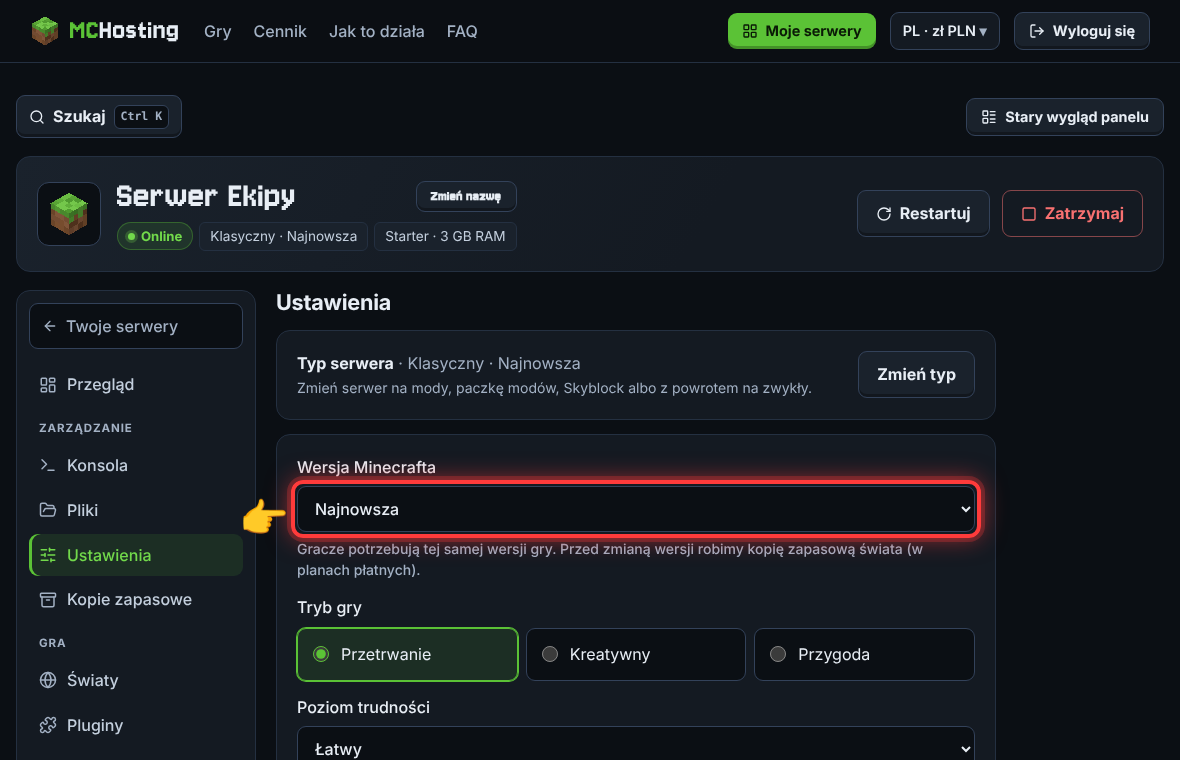 MCHosting
Gry
Cennik
Jak to działa
FAQ
Moje serwery
PL · zł PLN ▾
Wyloguj się
Szukaj Ctrl K
Stary wygląd panelu
Serwer Ekipy
Zmień nazwę
Online
Klasyczny · Najnowsza
Starter · 3 GB RAM
Restartuj
Zatrzymaj
Twoje serwery
Przegląd
ZARZĄDZANIE
Konsola
Pliki
Ustawienia
Kopie zapasowe
GRA
Światy
Pluginy
Ustawienia
Typ serwera · Klasyczny · Najnowsza
Zmień serwer na mody, paczkę modów, Skyblock albo z powrotem na zwykły.
Zmień typ
Wersja Minecrafta
Najnowsza
Gracze potrzebują tej samej wersji gry. Przed zmianą wersji robimy kopię zapasową świata (w
planach płatnych).
Tryb gry
Przetrwanie
Kreatywny
Przygoda
Poziom trudności
Łatwy